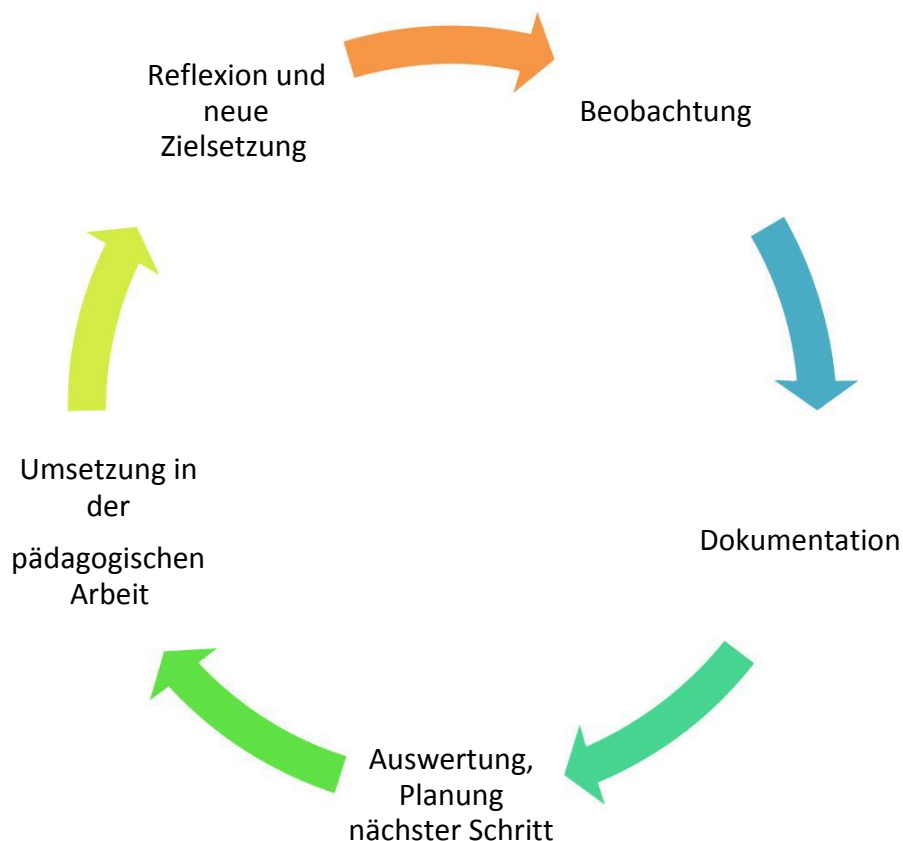 Reflexion und
neue
Zielsetzung
Beobachtung
Dokumentation
Auswertung,
Planung
nächster Schritt
Umsetzung in
der
pädagogischen
Arbeit